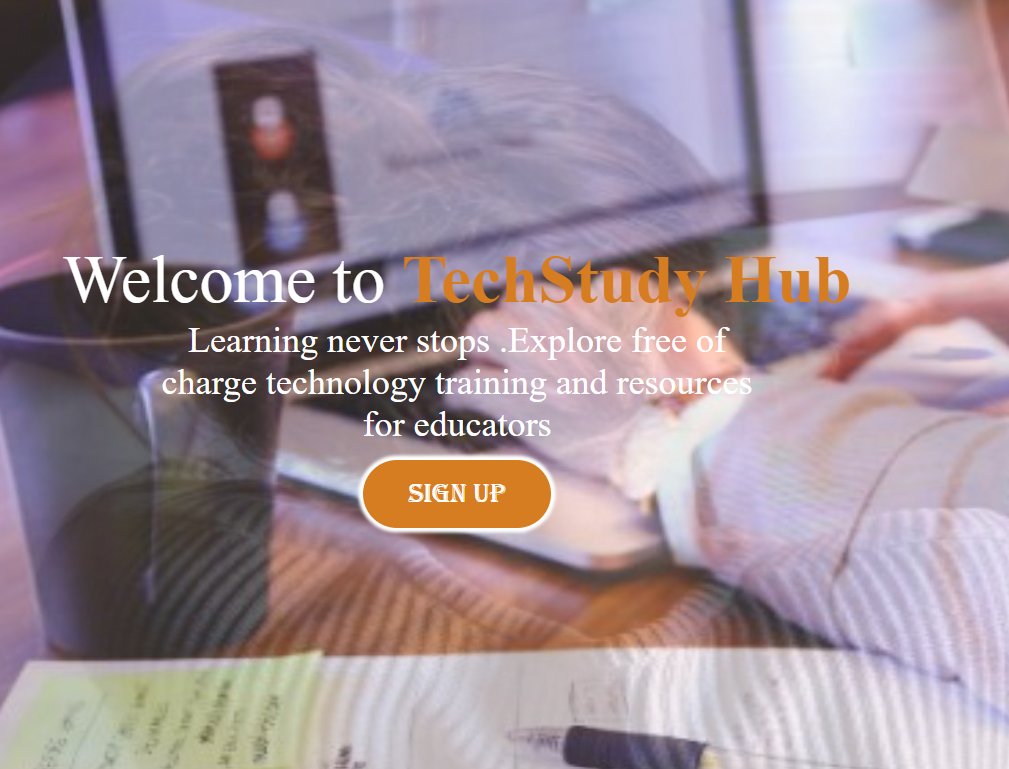 Welcome to TechStudy Hub
Learning never stops .Explore free of
charge technology training and resources
for educators
SIGN UP